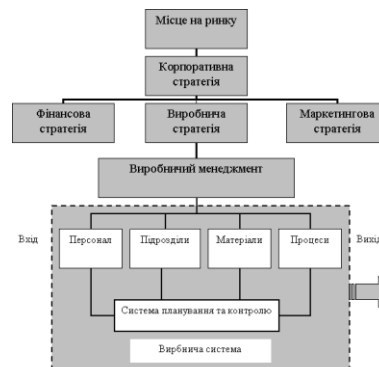 Місце на ринку
Корпоративна
стратегія
Фінансова
стратегія
Виробнича
стратегія
Маркетингова
стратегія
Виробничий менеджмент
Вхід
Персонал
Підрозділи
Матеріали
Процеси
Вихід
Система планування та контролю
Вирбнича система